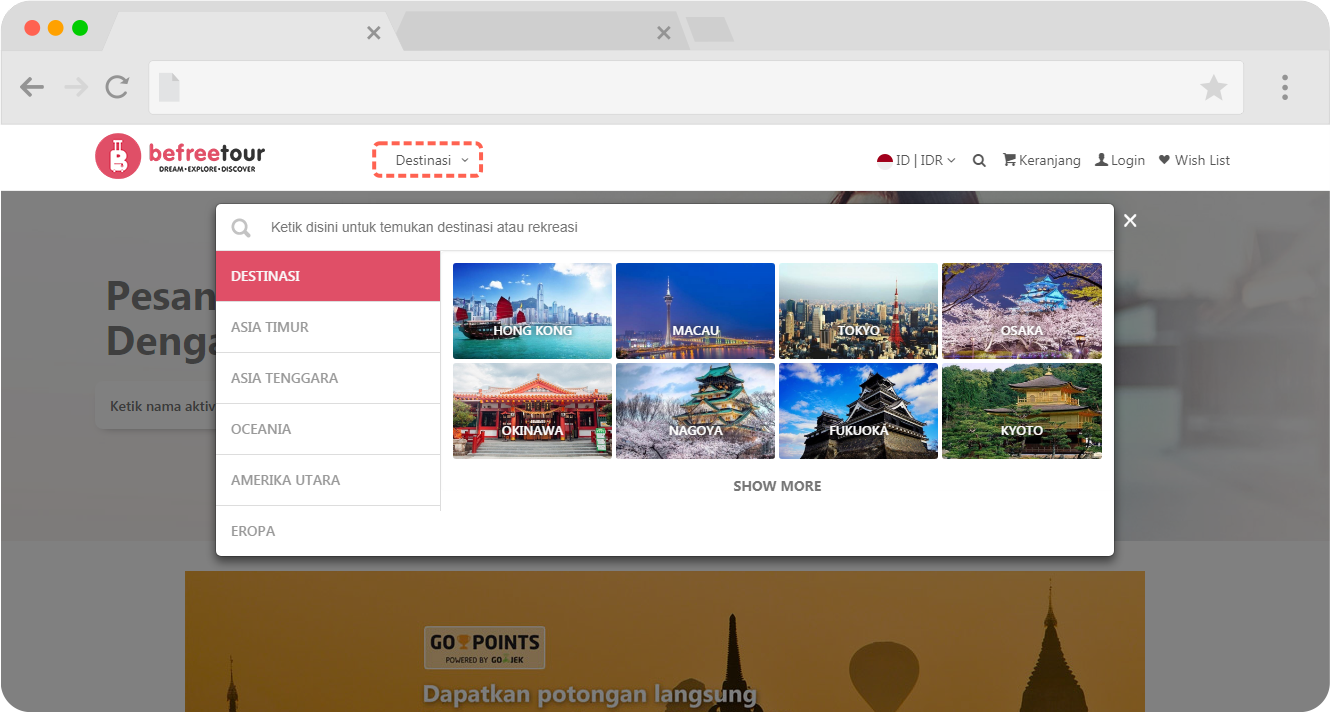 befreetour
DREAM•EXPLORE•DISCOVER
Destinasi
ID | IDR
Keranjang
Login
Wish List
Ketik disini untuk temukan destinasi atau rekreasi
DESTINASI
ASIA TIMUR
ASIA TENGGARA
OCEANIA
AMERIKA UTARA
EROPA
HONG KONG
MACAU
TOKYO
OSAKA
OKINAWA
NAGOYA
FUKUOKA
KYOTO
SHOW MORE
Pesan
Denga
Ketik nama aktiv
GO POINTS
POWERED BY GO JEK
Dapatkan potongan langsung